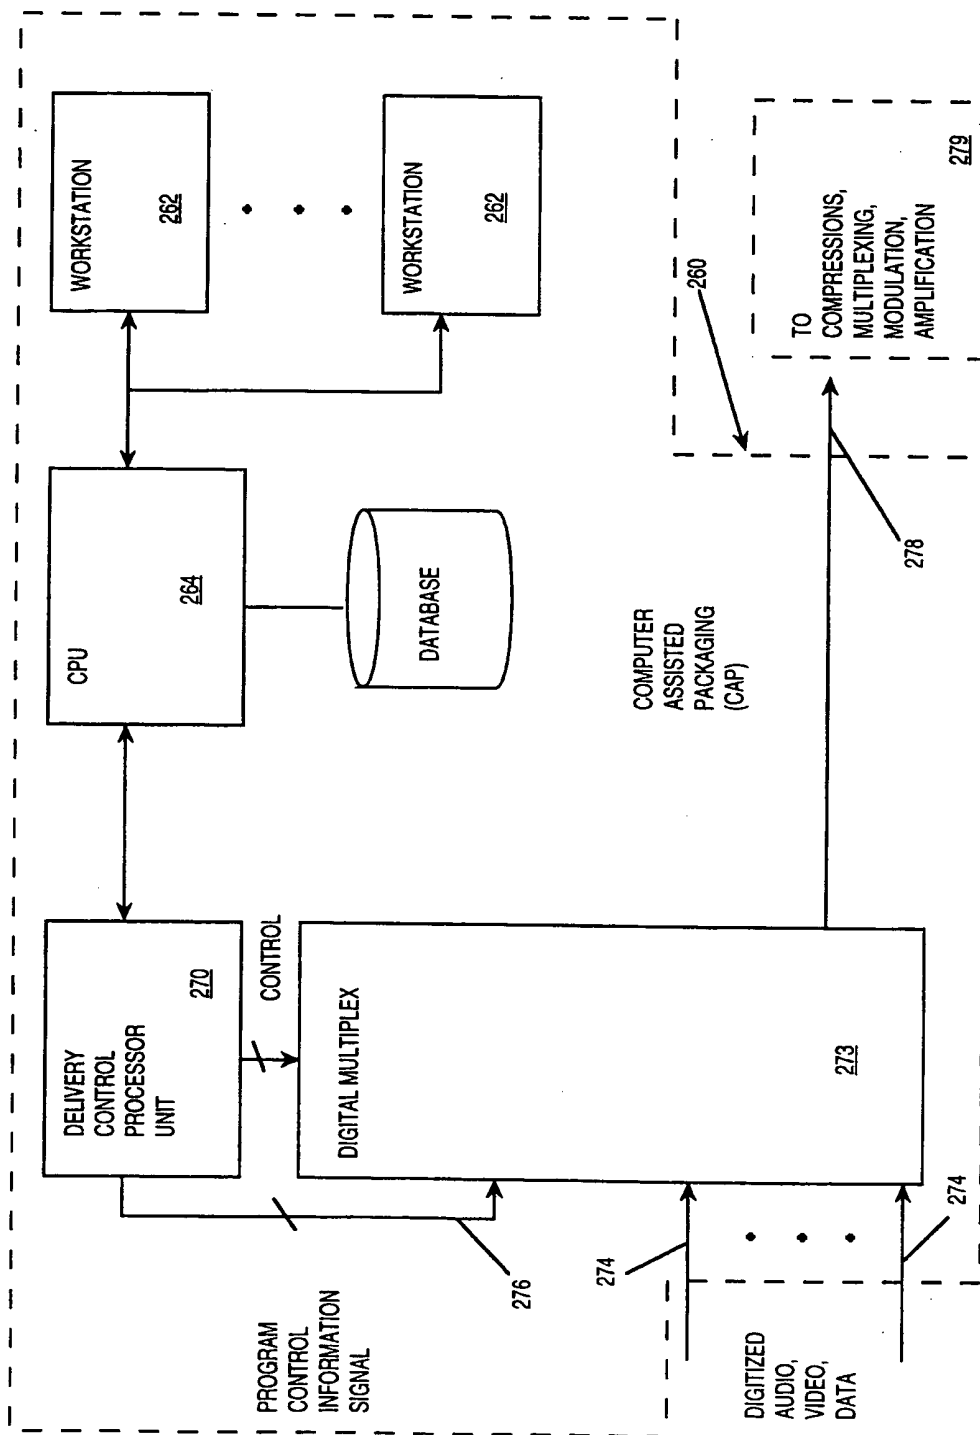 DELIVERY
CONTROL
PROCESSOR
UNIT
270
CPU
264
WORKSTATION
262
WORKSTATION
262
DATABASE
CONTROL
PROGRAM
CONTROL
INFORMATION
SIGNAL
276
DIGITAL MULTIPLEX
273
274
274
DIGITIZED
AUDIO,
VIDEO,
DATA
COMPUTER
ASSISTED
PACKAGING
(CAP)
260
278
TO
COMPRESSIONS,
MULTIPLEXING,
MODULATION,
AMPLIFICATION
279